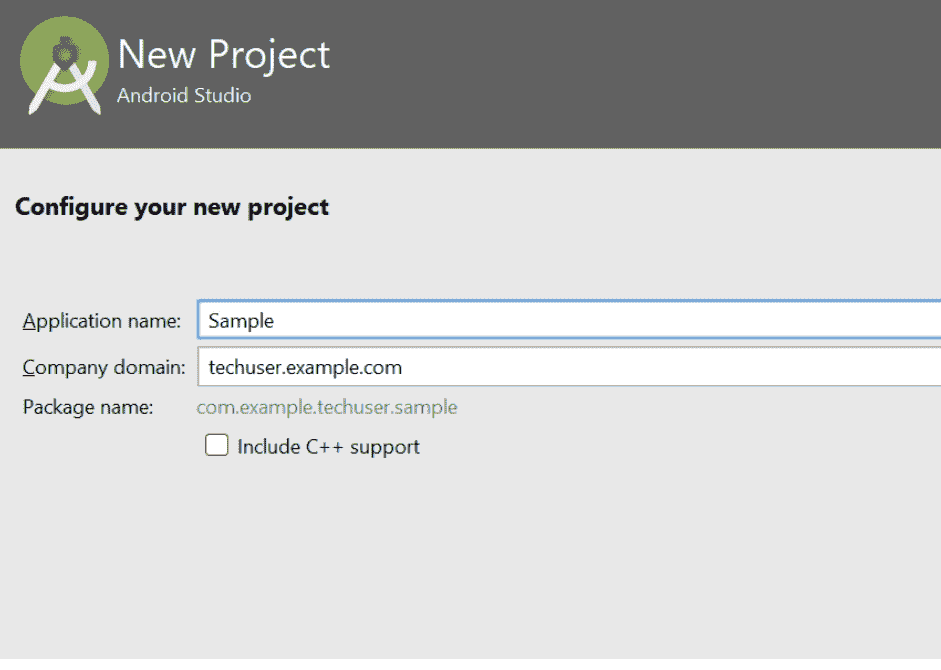 New Project
Android Studio
Configure your new project
Application name: Sample
Company domain: techuser.example.com
Package name: com.example.techuser.sample
Include C++ support